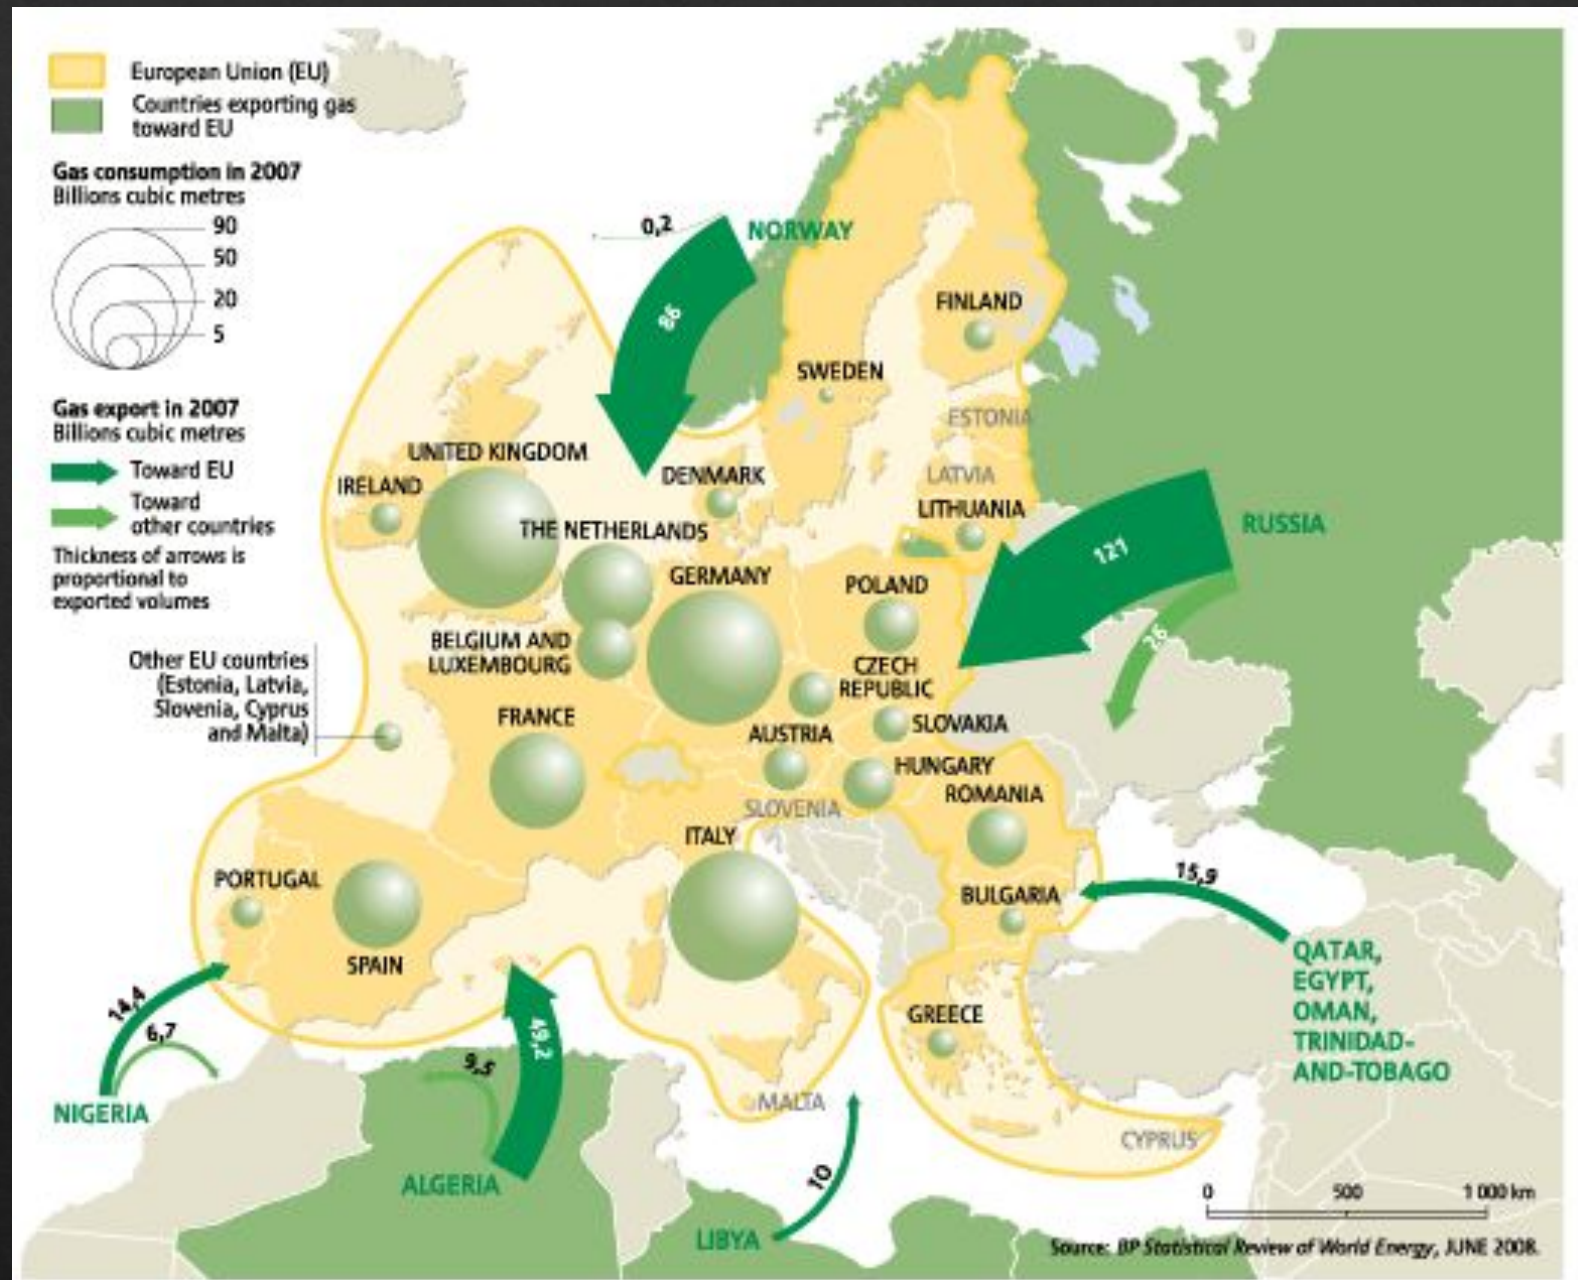 European Union (EU)
Countries exporting gas
toward EU
Gas consumption in 2007
Billions cubic metres
90
50
20
5
Gas export in 2007
Billions cubic metres
Toward EU
Toward
other countries
Thickness of arrows is
proportional to
exported volumes
Other EU countries
(Estonia, Latvia,
Slovenia, Cyprus
and Malta)
0,2
NORWAY
86
FINLAND
SWEDEN
ESTONIA
LATVIA
LITHUANIA
UNITED KINGDOM
IRELAND
DENMARK
THE NETHERLANDS
GERMANY
POLAND
RUSSIA
121
26
BELGIUM AND
LUXEMBOURG
CZECH
REPUBLIC
FRANCE
AUSTRIA
SLOVAKIA
HUNGARY
ROMANIA
SLOVENIA
ITALY
PORTUGAL
SPAIN
BULGARIA
15,9
QATAR,
EGYPT,
OMAN,
TRINIDAD-
AND-TOBAGO
GREECE
14,4
6,7
NIGERIA
9,5
49,2
ALGERIA
MALTA
10
LIBYA
CYPRUS
0 500 1 000 km
Source: BP Statistical Review of World Energy, JUNE 2008.